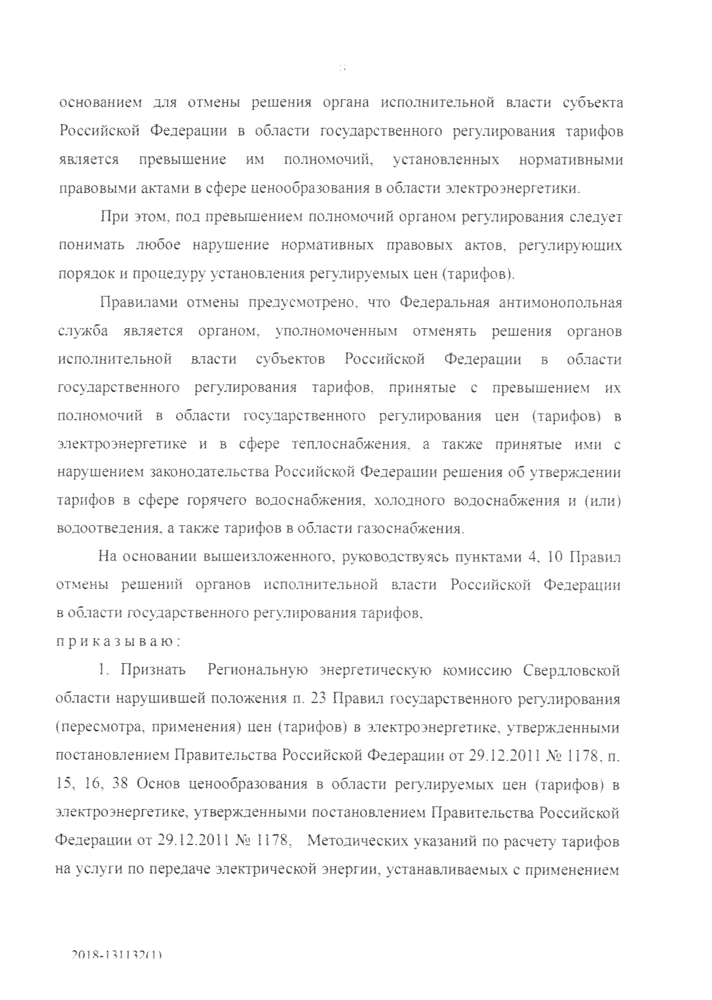 основанием для отмены решения органа исполнительной власти субъекта
Российской Федерации в области государственного регулирования тарифов
является превышение им полномочий, установленных нормативными
правовыми актами в сфере ценообразования в области электроэнергетики.
При этом, под превышением полномочий органом регулирования следует
понимать любое нарушение нормативных правовых актов, регулирующих
порядок и процедуру установления регулируемых цен (тарифов).
Правилами отмены предусмотрено, что Федеральная антимонопольная
служба является органом, уполномоченным отменять решения органов
исполнительной власти субъектов Российской Федерации в области
государственного регулирования тарифов, принятые с превышением их
полномочий в области государственного регулирования цен (тарифов) в
электроэнергетике и в сфере теплоснабжения, а также принятые ими с
нарушением законодательства Российской Федерации решения об утверждении
тарифов в сфере горячего водоснабжения, холодного водоснабжения и (или)
водоотведения, а также тарифов в области газоснабжения.
На основании вышеизложенного, руководствуясь пунктами 4, 10 Правил
отмены решений органов исполнительной власти Российской Федерации
в области государственного регулирования тарифов,
п р и к а з ы в а ю :
1. Признать Региональную энергетическую комиссию Свердловской
области нарушившей положения п. 23 Правил государственного регулирования
(пересмотра, применения) цен (тарифов) в электроэнергетике, утвержденными
постановлением Правительства Российской Федерации от 29.12.2011 № 1178, п.
15, 16, 38 Основ ценообразования в области регулируемых цен (тарифов) в
электроэнергетике, утвержденными постановлением Правительства Российской
Федерации от 29.12.2011 № 1178, Методических указаний по расчету тарифов
на услуги по передаче электрической энергии, устанавливаемых с применением
2018-131132(1)